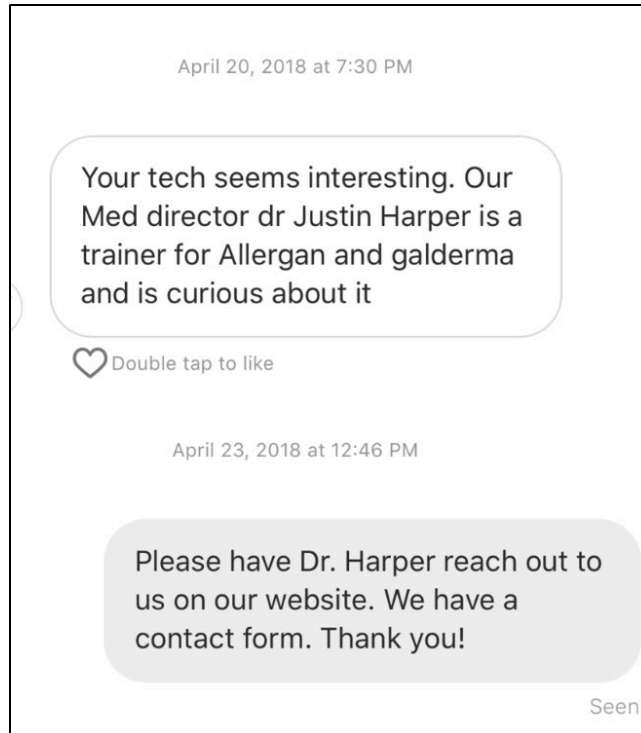 April 20, 2018 at 7:30 PM
Your tech seems interesting. Our
Med director dr Justin Harper is a
trainer for Allergan and galderma
and is curious about it
Double tap to like
April 23, 2018 at 12:46 PM
Please have Dr. Harper reach out to
us on our website. We have a
contact form. Thank you!
Seen